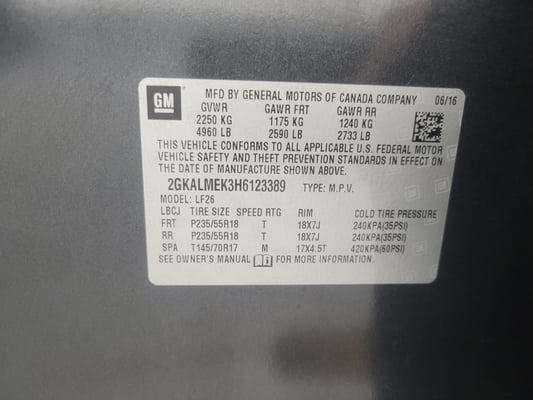 GM
MFD BY GENERAL MOTORS OF CANADA COMPANY 06/16
GVWR GAWR FRT GAWR RR
2250 KG 1175 KG 1240 KG
4960 LB 2590 LB 2733 LB
THIS VEHICLE CONFORMS TO ALL APPLICABLE U.S. FEDERAL MOTOR
VEHICLE SAFETY AND THEFT PREVENTION STANDARDS IN EFFECT ON
THE DATE OF MANUFACTURE SHOWN ABOVE.
2GKALMEK3H6123389 TYPE: M.P.V.
MODEL: LF26
LBCJ TIRE SIZE SPEED RTG RIM COLD TIRE PRESSURE
FRT P235/55R18 T 18X7J 240KPA(35PSI)
RR P235/55R18 T 18X7J 240KPA(35PSI)
SPA T145/70R17 M 17X4.5T 420KPA(60PSI)
SEE OWNER'S MANUAL FOR MORE INFORMATION.